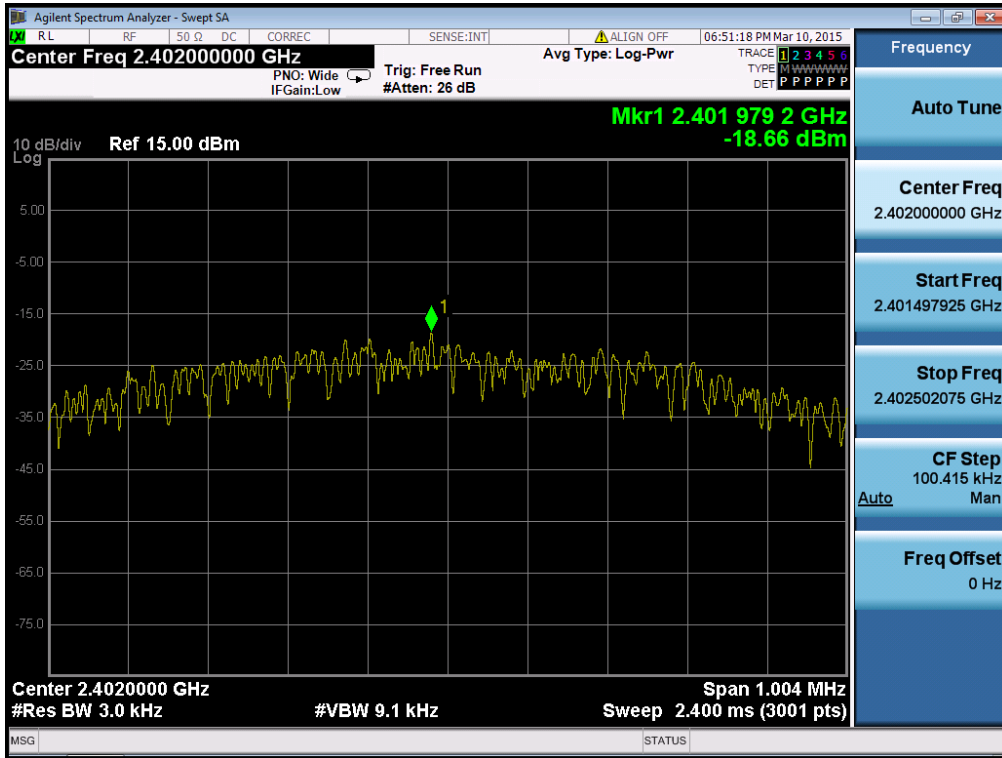 Agilent Spectrum Analyzer - Swept SA
LXI RL RF 50 Ω DC CORREC SENSE:INT ALIGN OFF 06:51:18 PM Mar 10, 2015
Center Freq 2.402000000 GHz
PNO: Wide
IFGain:Low
Trig: Free Run
#Atten: 26 dB
Avg Type: Log-Pwr
TRACE 1 2 3 4 5 6
TYPE M W W W W W
DET P P P P P P
Mkr1 2.401 979 2 GHz
-18.66 dBm
10 dB/div
Log
Ref 15.00 dBm
5.00
-5.00
-15.0
-25.0
-35.0
-45.0
-55.0
-65.0
-75.0
1
Center 2.4020000 GHz
Span 1.004 MHz
#Res BW 3.0 kHz
#VBW 9.1 kHz
Sweep 2.400 ms (3001 pts)
MSG
STATUS
Frequency
Auto Tune
Center Freq
2.402000000 GHz
Start Freq
2.401497925 GHz
Stop Freq
2.402502075 GHz
CF Step
100.415 kHz
Auto Man
Freq Offset
0 Hz